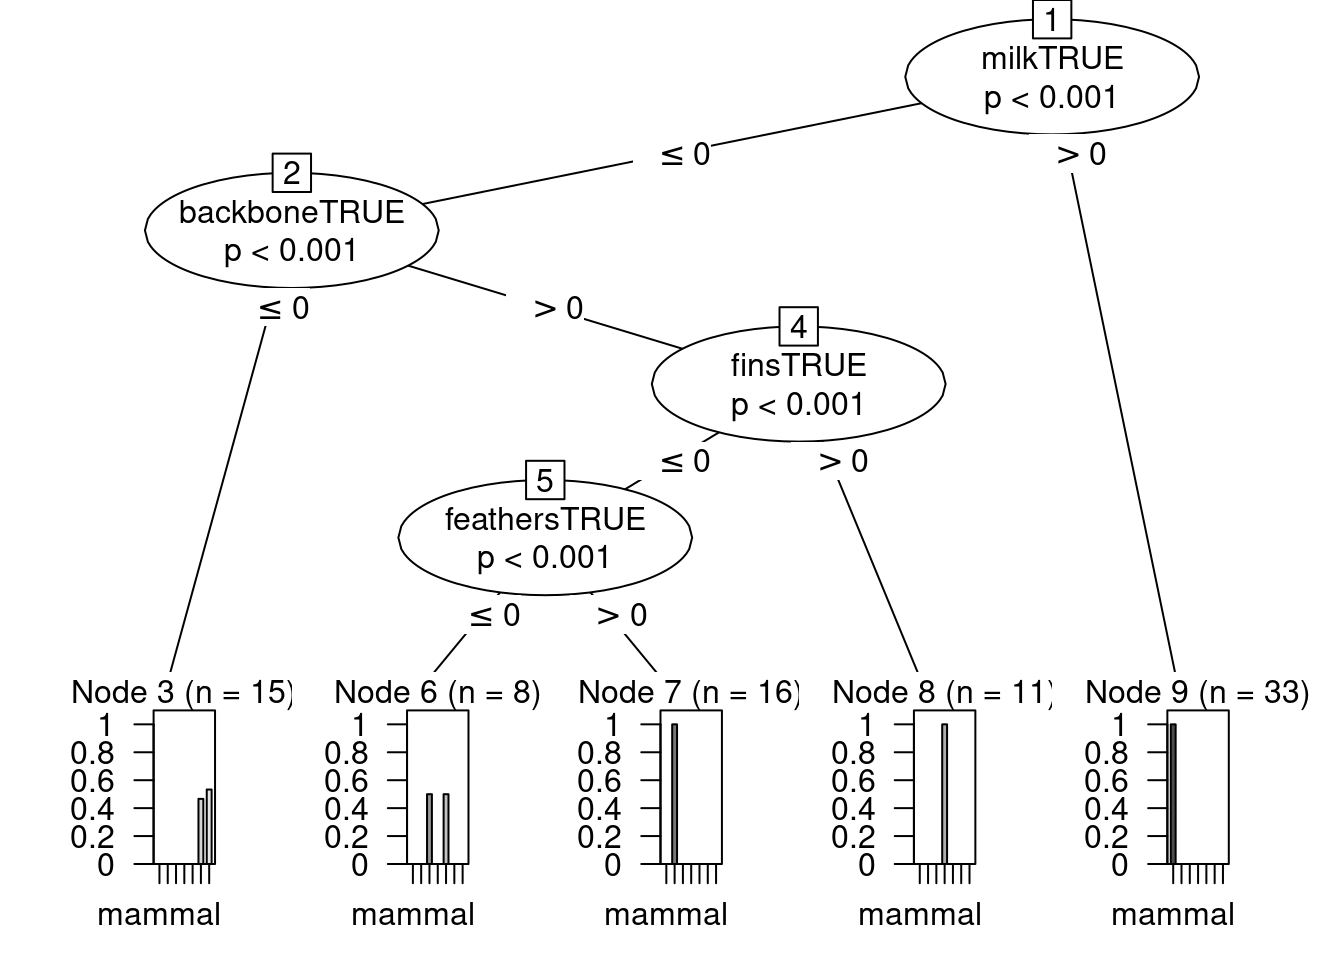 1
milkTRUE
p < 0.001
≤ 0
> 0
2
backboneTRUE
p < 0.001
≤ 0
> 0
4
finsTRUE
p < 0.001
≤ 0
> 0
5
feathersTRUE
p < 0.001
≤ 0
> 0
Node 3 (n = 15)
1
0.8
0.6
0.4
0.2
0
mammal
Node 6 (n = 8)
1
0.8
0.6
0.4
0.2
0
mammal
Node 7 (n = 16)
1
0.8
0.6
0.4
0.2
0
mammal
Node 8 (n = 11)
1
0.8
0.6
0.4
0.2
0
mammal
Node 9 (n = 33)
1
0.8
0.6
0.4
0.2
0
mammal